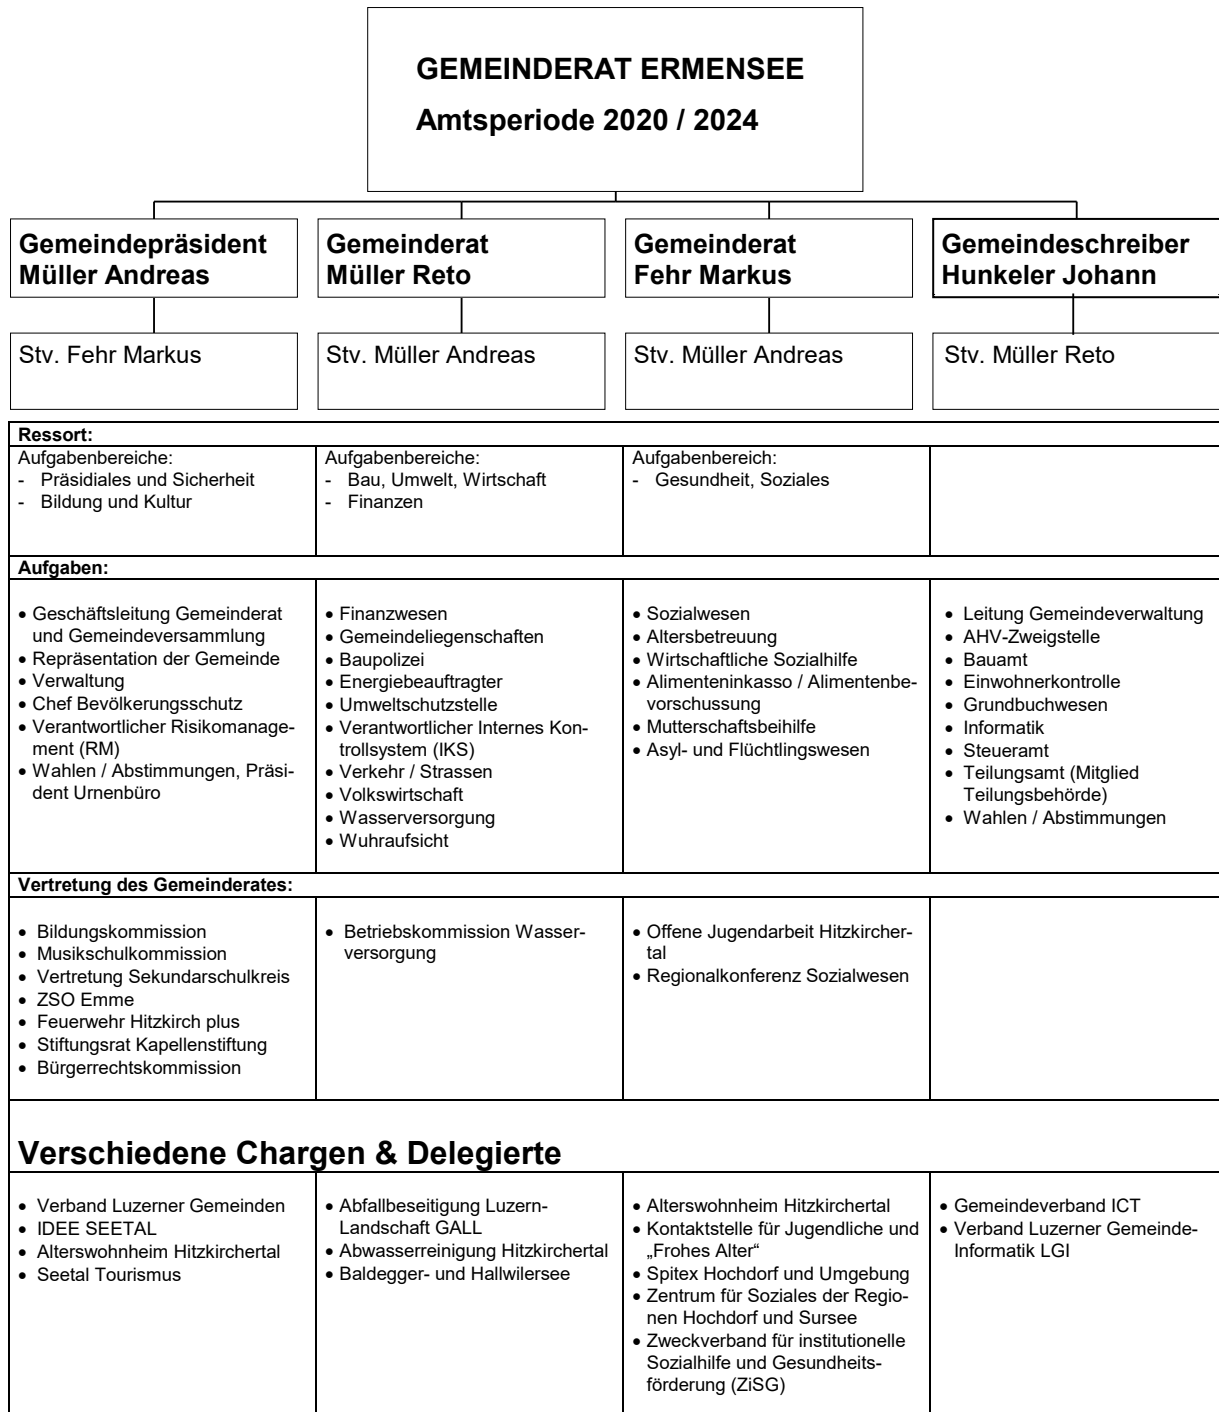 GEMEINDERAT ERMENSEE
Amtsperiode 2020 / 2024
Gemeindepräsident
Müller Andreas
Gemeinderat
Müller Reto
Gemeinderat
Fehr Markus
Gemeindeschreiber
Hunkeler Johann
Stv. Fehr Markus
Stv. Müller Andreas
Stv. Müller Andreas
Stv. Müller Reto
Ressort:
Aufgabenbereiche:
- Präsidiales und Sicherheit
- Bildung und Kultur
Aufgabenbereiche:
- Bau, Umwelt, Wirtschaft
- Finanzen
Aufgabenbereich:
- Gesundheit, Soziales
Aufgaben:
• Geschäftsleitung Gemeinderat
und Gemeindeversammlung
• Repräsentation der Gemeinde
• Verwaltung
• Chef Bevölkerungsschutz
• Verantwortlicher Risikomanage-
ment (RM)
• Wahlen / Abstimmungen, Präsi-
dent Urnenbüro
• Finanzwesen
• Gemeindeliegenschaften
• Baupolizei
• Energiebeauftragter
• Umweltschutzstelle
• Verantwortlicher Internes Kon-
trollsystem (IKS)
• Verkehr / Strassen
• Volkswirtschaft
• Wasserversorgung
• Wuhraufsicht
• Sozialwesen
• Altersbetreuung
• Wirtschaftliche Sozialhilfe
• Alimenteninkasso / Alimentenbe-
vorschussung
• Mutterschaftsbeihilfe
• Asyl- und Flüchtlingswesen
• Leitung Gemeindeverwaltung
• AHV-Zweigstelle
• Bauamt
• Einwohnerkontrolle
• Grundbuchwesen
• Informatik
• Steueramt
• Teilungsamt (Mitglied
Teilungsbehörde)
• Wahlen / Abstimmungen
Vertretung des Gemeinderates:
• Bildungskommission
• Musikschulkommission
• Vertretung Sekundarschulkreis
• ZSO Emme
• Feuerwehr Hitzkirch plus
• Stiftungsrat Kapellenstiftung
• Bürgerrechtskommission
• Betriebskommission Wasser-
versorgung
• Offene Jugendarbeit Hitzkircher-
tal
• Regionalkonferenz Sozialwesen
Verschiedene Chargen & Delegierte
• Verband Luzerner Gemeinden
• IDEE SEETAL
• Alterswohnheim Hitzkirchertal
• Seetal Tourismus
• Abfallbeseitigung Luzern-
Landschaft GALL
• Abwasserreinigung Hitzkirchertal
• Baldegger- und Hallwilersee
• Alterswohnheim Hitzkirchertal
• Kontaktstelle für Jugendliche und
„Frohes Alter“
• Spitex Hochdorf und Umgebung
• Zentrum für Soziales der Regio-
nen Hochdorf und Sursee
• Zweckverband für institutionelle
Sozialhilfe und Gesundheits-
förderung (ZiSG)
• Gemeindeverband ICT
• Verband Luzerner Gemeinde-
Informatik LGI